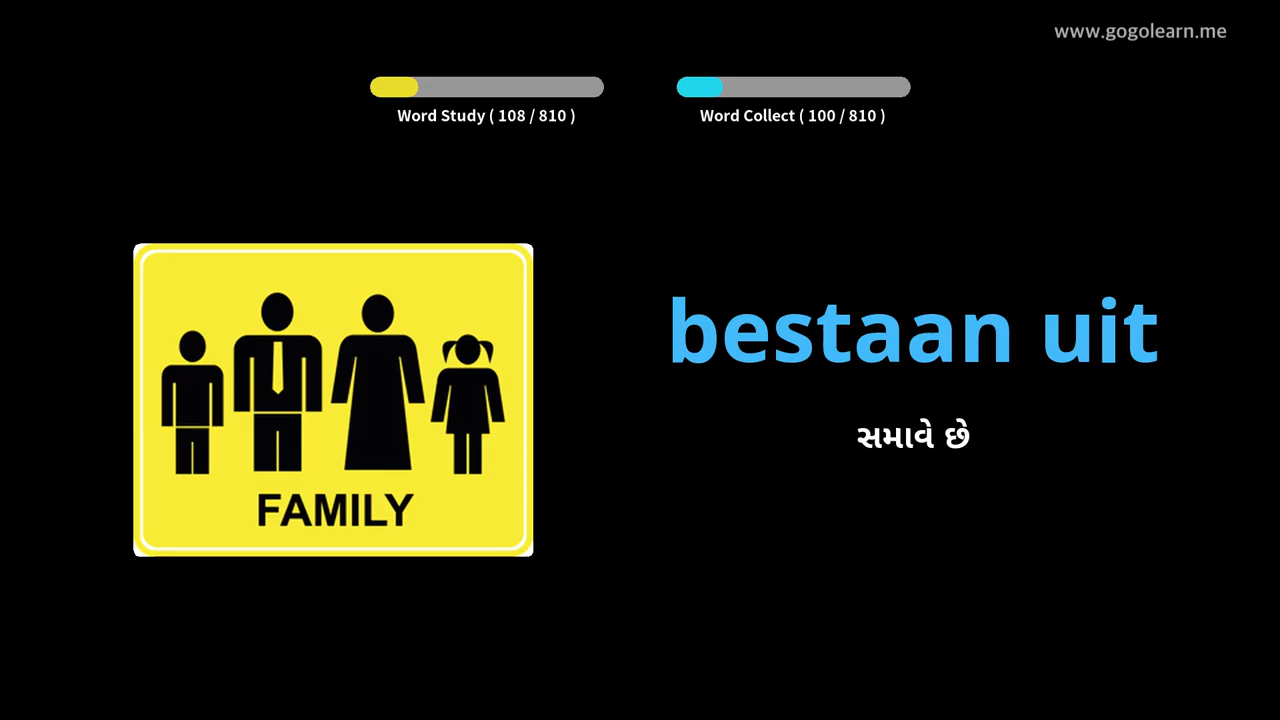 www.gogolearn.me
Word Study ( 108 / 810 )
Word Collect ( 100 / 810 )
FAMILY
bestaan uit
સમાવે છે